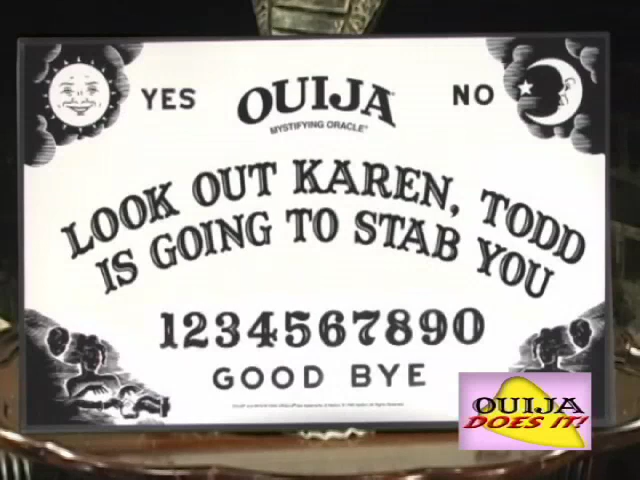 YES
OUIJA
NO
MYSTIFYING ORACLE
LOOK OUT KAREN, TODD
IS GOING TO STAB YOU
1234567890
GOOD BYE
OUIJA
DOES IT!